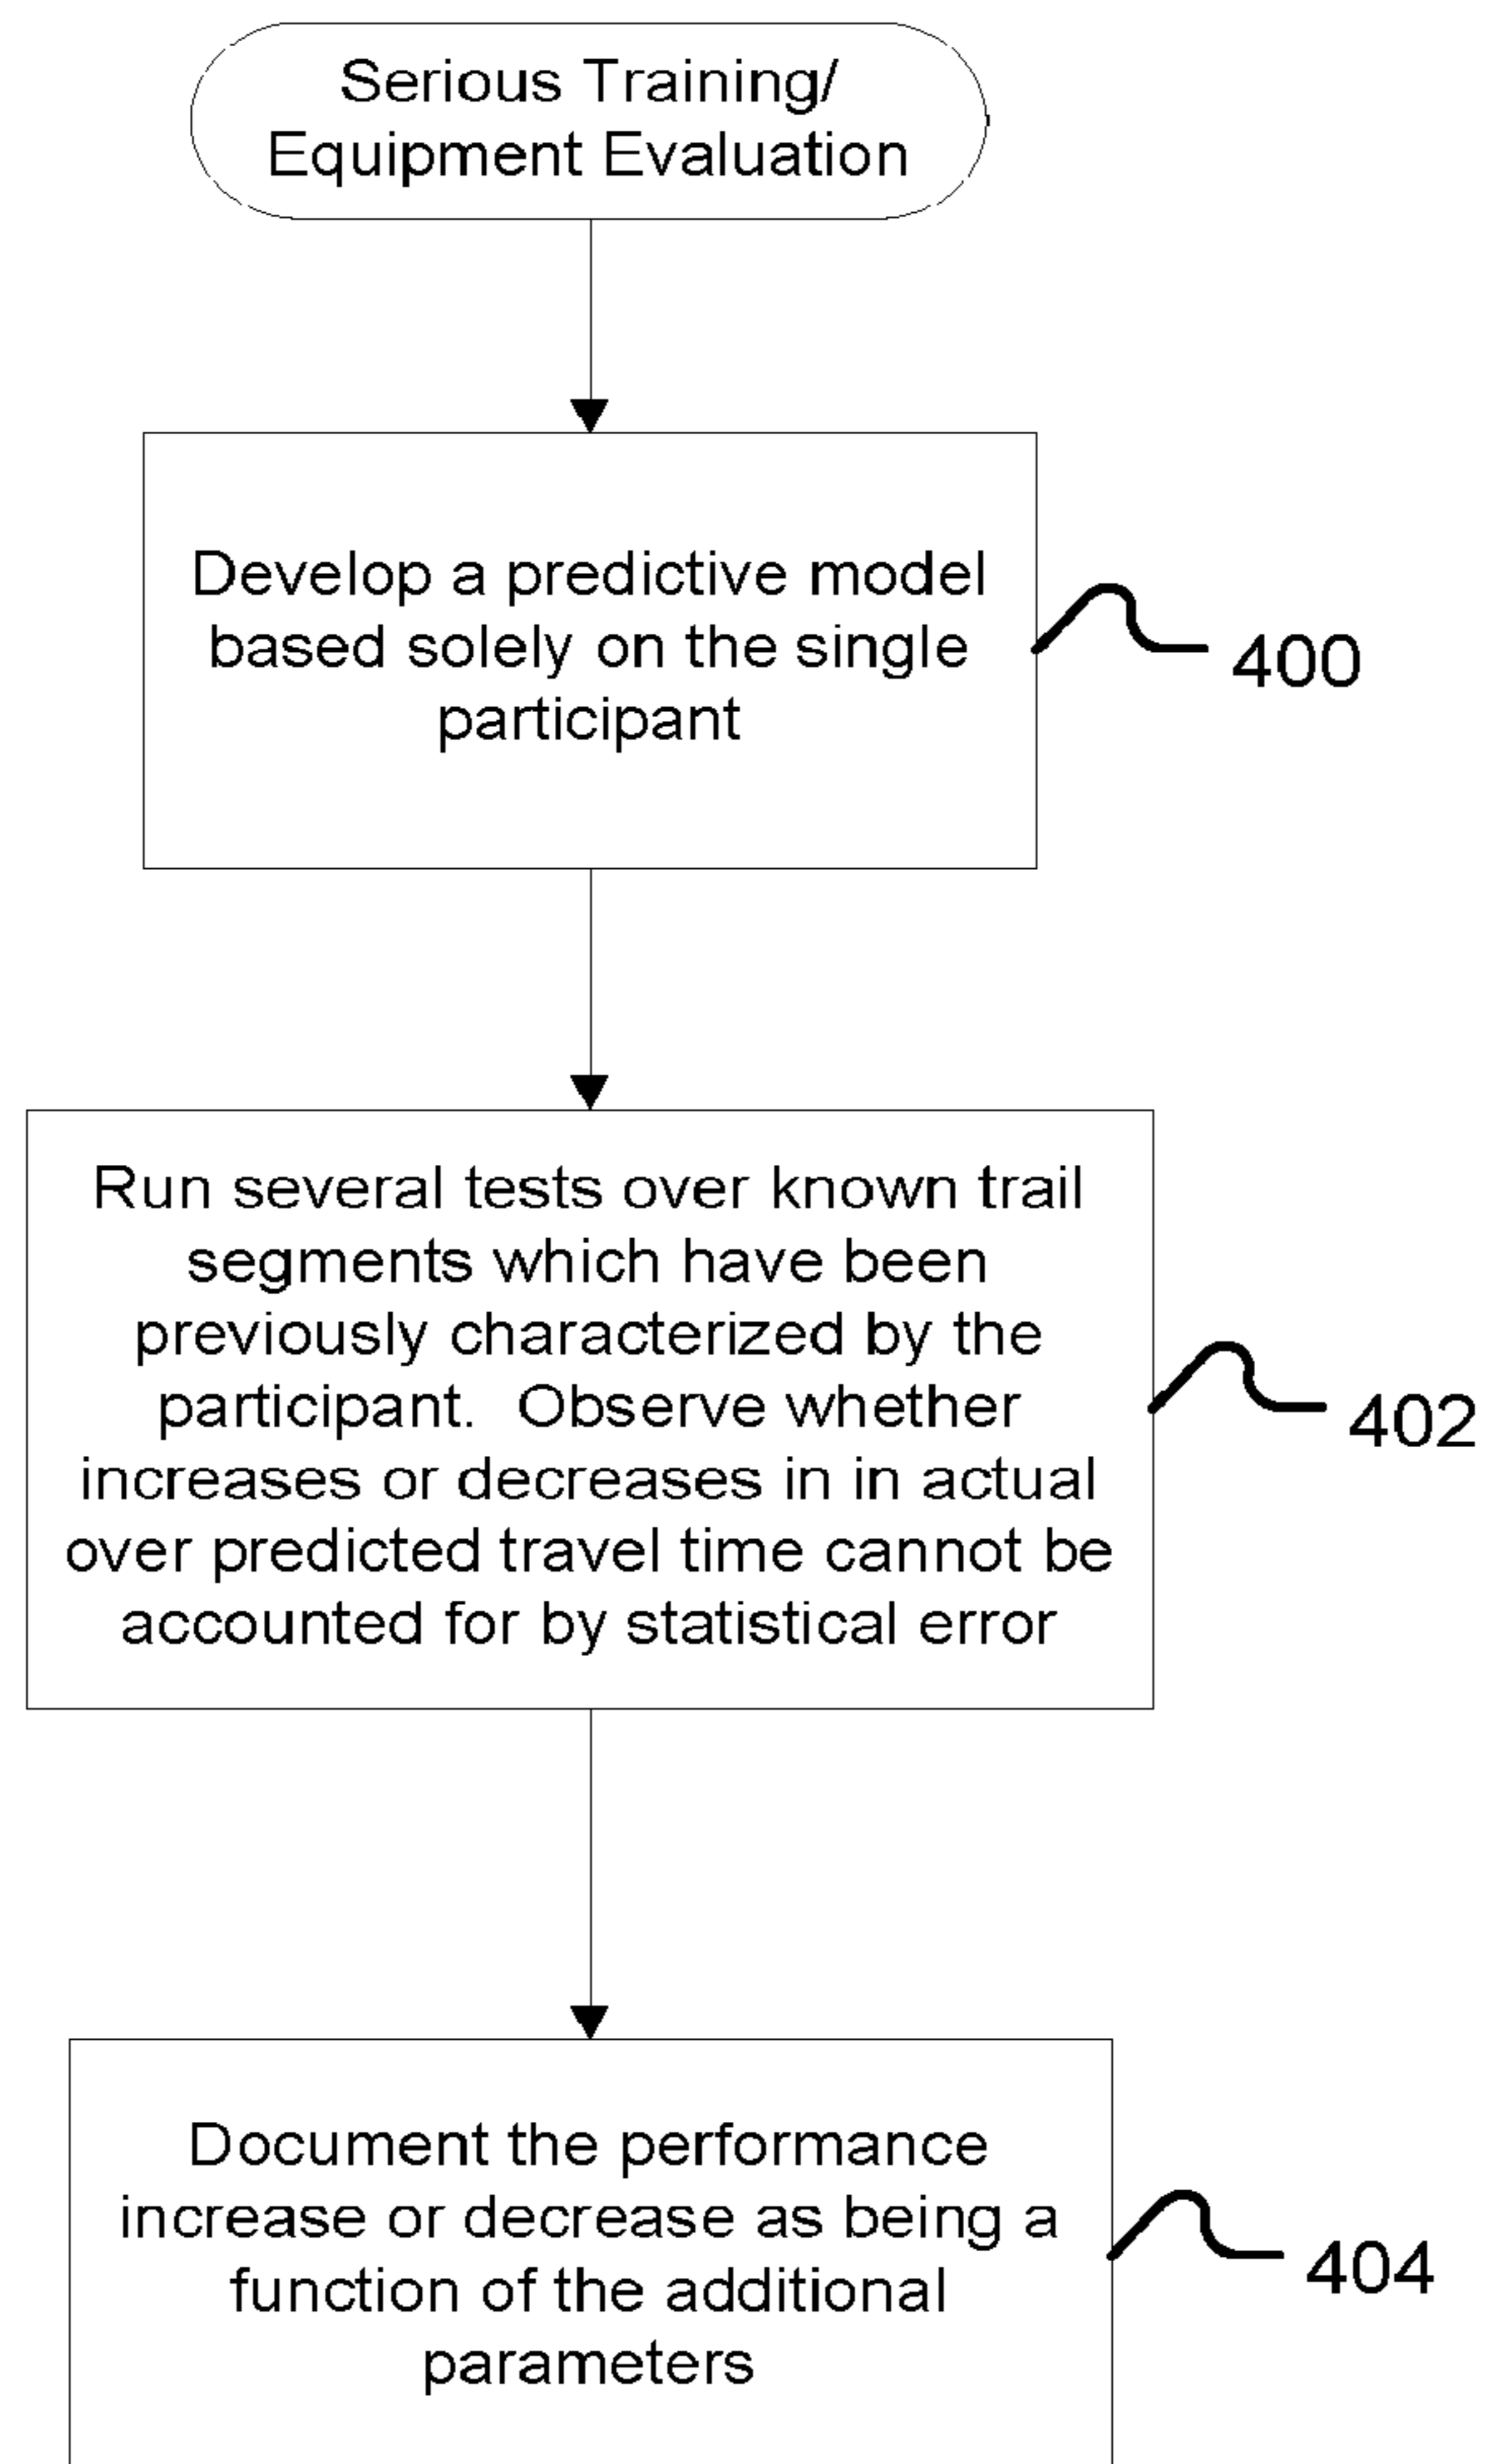 Serious Training/
Equipment Evaluation
Develop a predictive model
based solely on the single
participant
400
Run several tests over known trail
segments which have been
previously characterized by the
participant.  Observe whether
increases or decreases in in actual
over predicted travel time cannot be
accounted for by statistical error
402
Document the performance
increase or decrease as being a
function of the additional
parameters
404